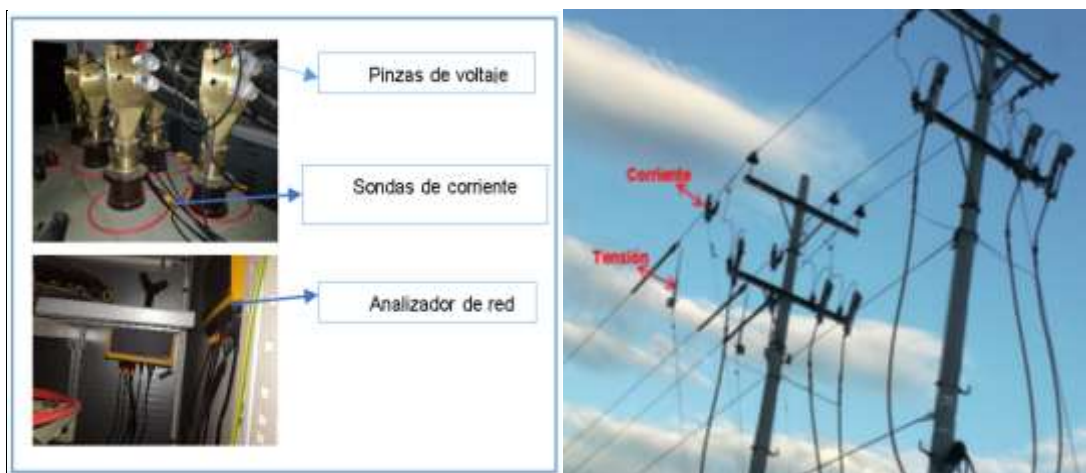 Pinzas de voltaje
Sondas de corriente
Analizador de red
Corriente
Tensión